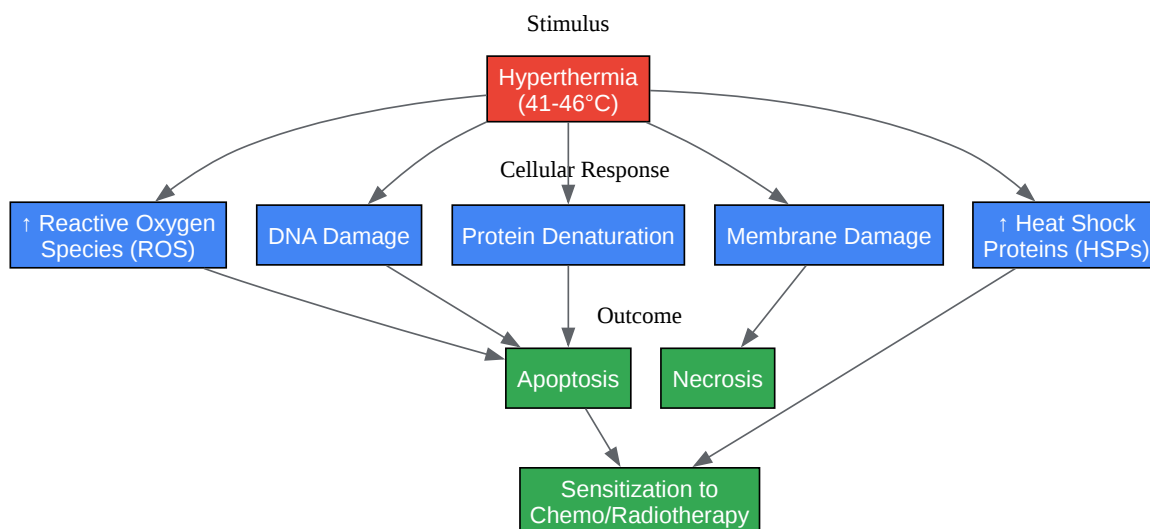 Stimulus
Hyperthermia
(41-46°C)
Cellular Response
↑ Reactive Oxygen
Species (ROS)
DNA Damage
Protein Denaturation
Membrane Damage
↑ Heat Shock
Proteins (HSPs)
Outcome
Apoptosis
Necrosis
Sensitization to
Chemo/Radiotherapy